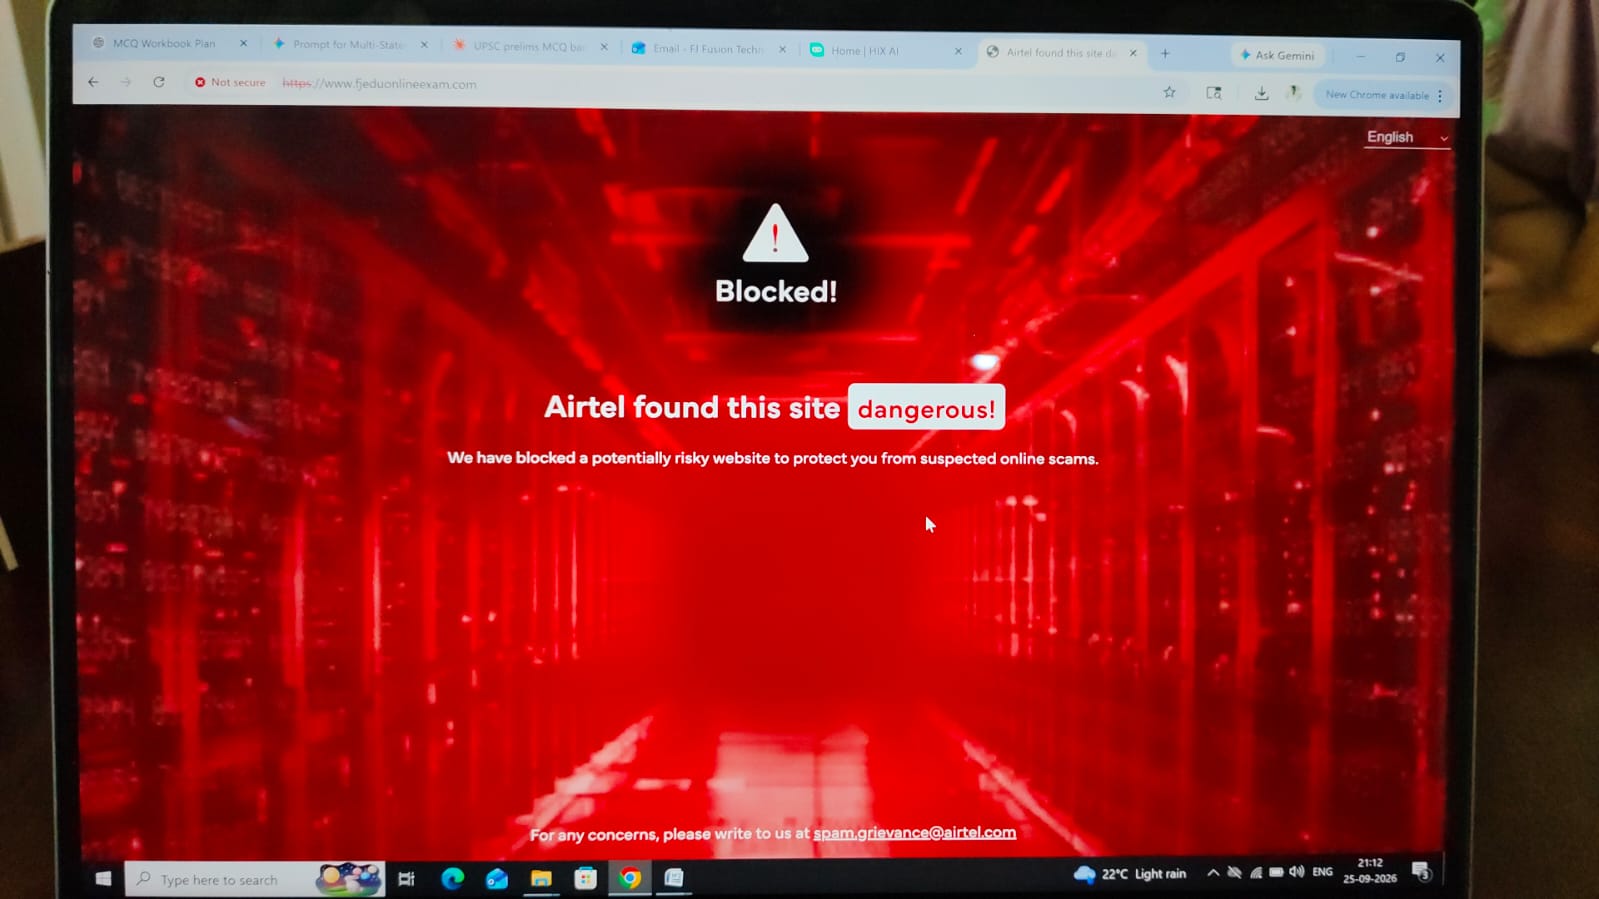 MCQ Workbook Plan
Prompt for Multi-State
UPSC prelims MCQ ba
Email - FJ Fusion Techn
Home | HIX AI
Airtel found this site da
Ask Gemini
Not secure
https://www.fjeduonlineexam.com
New Chrome available
English
!
Blocked!
Airtel found this site dangerous!
We have blocked a potentially risky website to protect you from suspected online scams.
For any concerns, please write to us at spam.grievance@airtel.com
Type here to search
22°C Light rain
ENG
21:12
25-09-2026
3